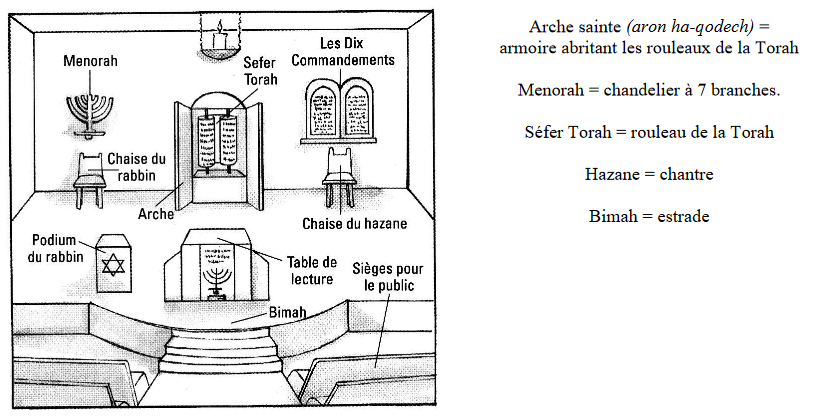 Menorah
Sefer
Torah
Les Dix
Commandements
Chaise du
rabbin
Arche
Chaise du hazane
Podium
du rabbin
Table de
lecture
Sièges pour
le public
Bimah
Arche sainte (aron ha-qodech) =
armoire abritant les rouleaux de la Torah
Menorah = chandelier à 7 branches.
Séfer Torah = rouleau de la Torah
Hazane = chantre
Bimah = estrade